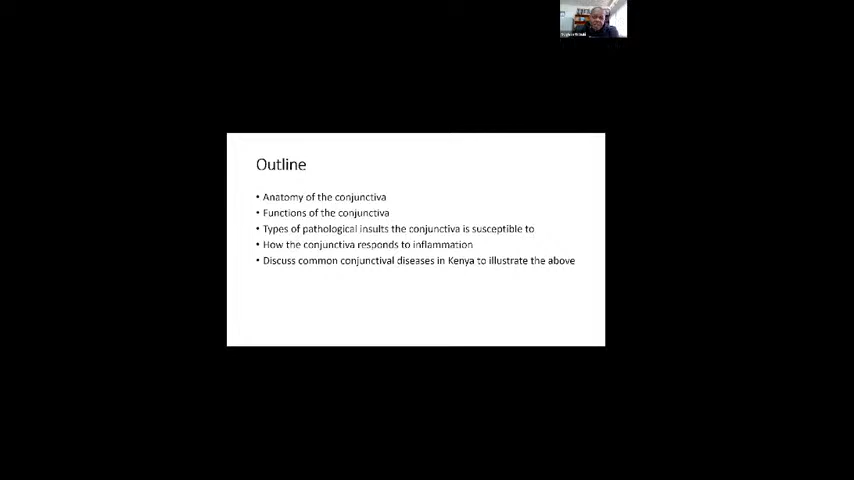 Outline
• Anatomy of the conjunctiva
• Functions of the conjunctiva
• Types of pathological insults the conjunctiva is susceptible to
• How the conjunctiva responds to inflammation
• Discuss common conjunctival diseases in Kenya to illustrate the above